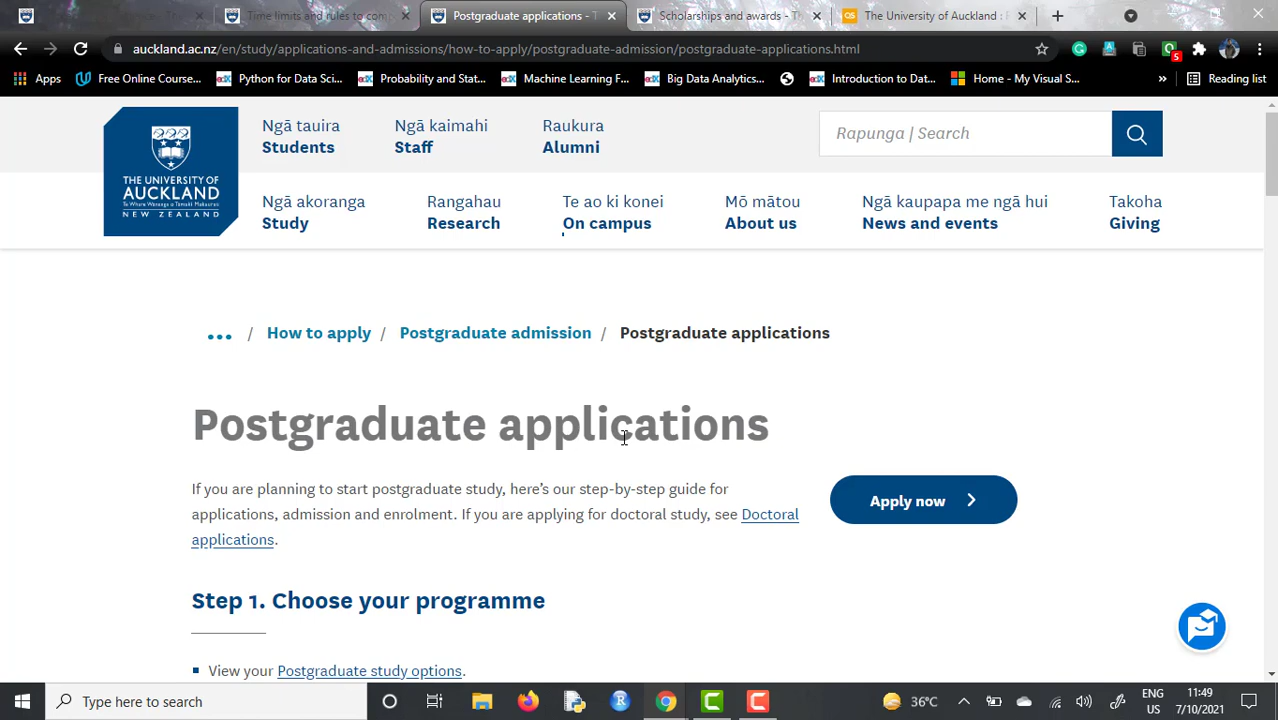 Time limits and rules to com
Postgraduate applications - T
Scholarships and awards - Th
The University of Auckland : F
auckland.ac.nz/en/study/applications-and-admissions/how-to-apply/postgraduate-admission/postgraduate-applications.html
5
Apps
Free Online Course...
Python for Data Sci...
Probability and Stat...
Machine Learning F...
Big Data Analytics...
Introduction to Dat...
Home - My Visual S...
»
Reading list
Ngā tauira
Students
Ngā kaimahi
Staff
Raukura
Alumni
Rapunga | Search
THE UNIVERSITY OF
AUCKLAND
Te Whare Wānanga o Tāmaki Makaurau
NEW ZEALAND
Ngā akoranga
Study
Rangahau
Research
Te ao ki konei
On campus
Mō mātou
About us
Ngā kaupapa me ngā hui
News and events
Takoha
Giving
... / How to apply / Postgraduate admission / Postgraduate applications
Postgraduate applications
If you are planning to start postgraduate study, here's our step-by-step guide for
applications, admission and enrolment. If you are applying for doctoral study, see Doctoral
applications.
Apply now
Step 1. Choose your programme
View your Postgraduate study options.
Type here to search
36°C
ENG
US
11:49
7/10/2021